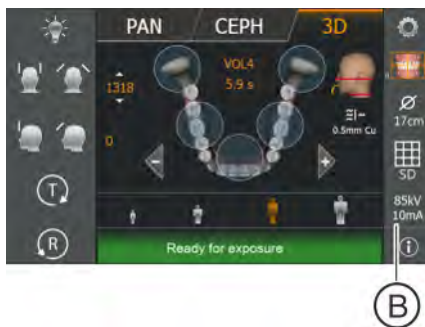 PAN CEPH 3D
VOL4
5.9 s
1318
0
0.5mm Cu
17cm
SD
85kV
10mA
- +
T
R
Ready for exposure
i
B